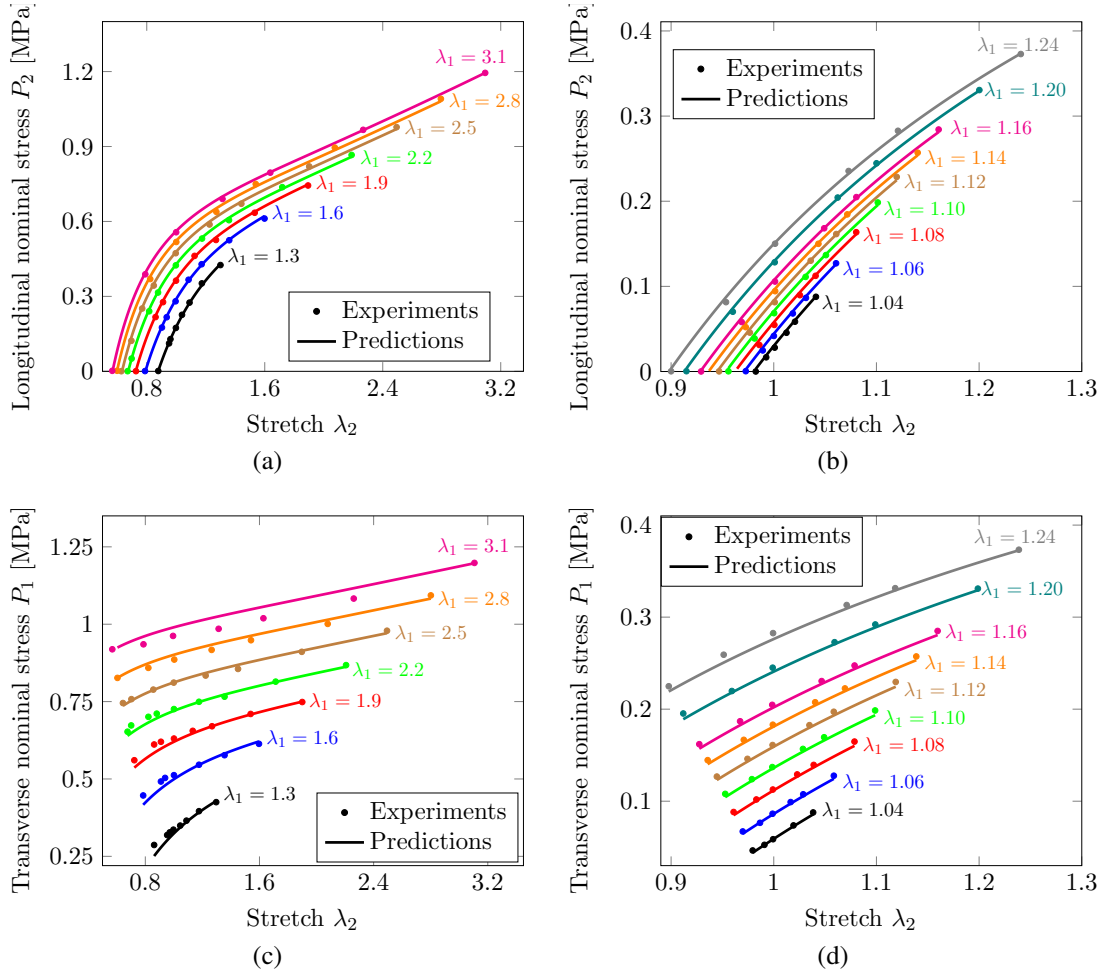 Longitudinal nominal stress P₂ [MPa]
1.2
0.9
0.6
0.3
0
0.8
1.6
2.4
3.2
Stretch λ₂
λ₁ = 3.1
λ₁ = 2.8
λ₁ = 2.5
λ₁ = 2.2
λ₁ = 1.9
λ₁ = 1.6
λ₁ = 1.3
Experiments
Predictions
(a)
Longitudinal nominal stress P₂ [MPa]
0.4
0.3
0.2
0.1
0
0.9
1
1.1
1.2
1.3
Stretch λ₂
λ₁ = 1.24
λ₁ = 1.20
λ₁ = 1.16
λ₁ = 1.14
λ₁ = 1.12
λ₁ = 1.10
λ₁ = 1.08
λ₁ = 1.06
λ₁ = 1.04
Experiments
Predictions
(b)
Transverse nominal stress P₁ [MPa]
1.25
1
0.75
0.5
0.25
0.8
1.6
2.4
3.2
Stretch λ₂
λ₁ = 3.1
λ₁ = 2.8
λ₁ = 2.5
λ₁ = 2.2
λ₁ = 1.9
λ₁ = 1.6
λ₁ = 1.3
Experiments
Predictions
(c)
Transverse nominal stress P₁ [MPa]
0.4
0.3
0.2
0.1
0.9
1
1.1
1.2
1.3
Stretch λ₂
Experiments
Predictions
λ₁ = 1.24
λ₁ = 1.20
λ₁ = 1.16
λ₁ = 1.14
λ₁ = 1.12
λ₁ = 1.10
λ₁ = 1.08
λ₁ = 1.06
λ₁ = 1.04
(d)